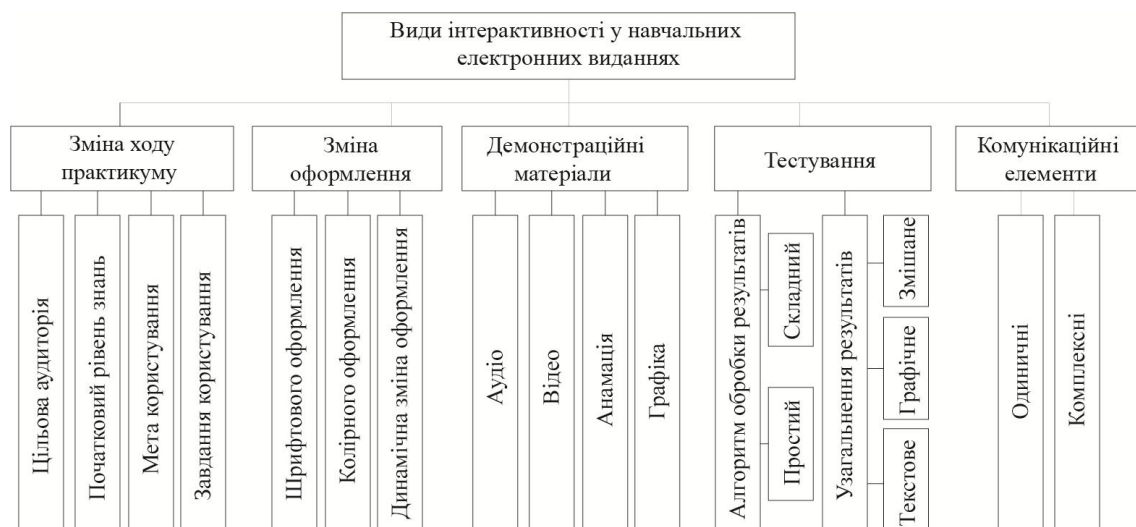 Види інтерактивності у навчальних
електронних виданнях
Зміна ходу
практикуму
Зміна
оформлення
Демонстраційні
матеріали
Тестування
Комунікаційні
елементи
Цільова аудиторія
Початковий рівень знань
Мета користування
Завдання користування
Шрифтового оформлення
Колірного оформлення
Динамічна зміна оформлення
Аудіо
Відео
Анамація
Графіка
Алгоритм обробки результатів
Складний
Простий
Узагальнення результатів
Змішане
Графічне
Текстове
Одиничні
Комплексні